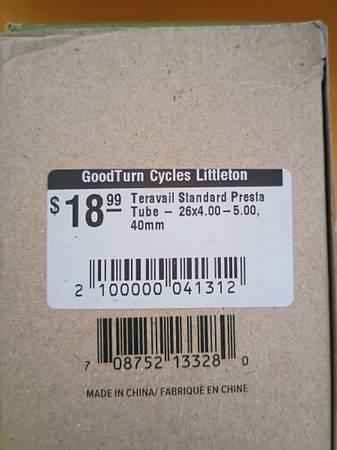 GoodTurn Cycles Littleton
$18.99 Teravail Standard Presta
Tube – 26x4.00–5.00,
40mm
2 100000 041312
7 08752 13328 0
MADE IN CHINA/ FABRIQUÉ EN CHINE